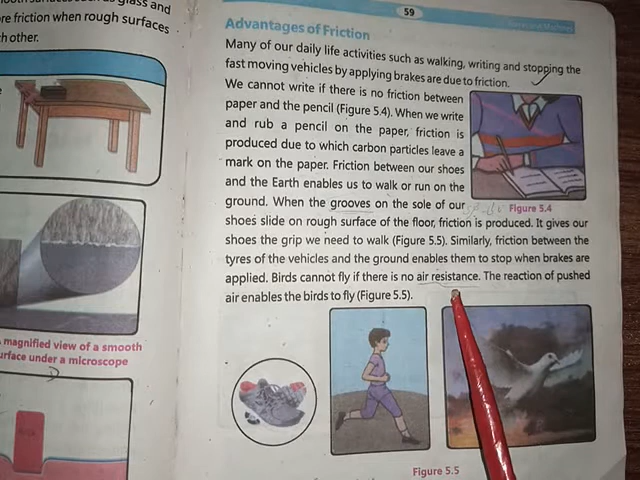 59
re friction when rough surfaces
h other.
magnified view of a smooth
urface under a microscope
Advantages of Friction
Many of our daily life activities such as walking, writing and stopping the
fast moving vehicles by applying brakes are due to friction.
We cannot write if there is no friction between
paper and the pencil (Figure 5.4). When we write
and rub a pencil on the paper, friction is
produced due to which carbon particles leave a
mark on the paper. Friction between our shoes
and the Earth enables us to walk or run on the
ground. When the grooves on the sole of our
Figure 5.4
shoes slide on rough surface of the floor, friction is produced. It gives our
shoes the grip we need to walk (Figure 5.5). Similarly, friction between the
tyres of the vehicles and the ground enables them to stop when brakes are
applied. Birds cannot fly if there is no air resistance. The reaction of pushed
air enables the birds to fly (Figure 5.5).
Figure 5.5